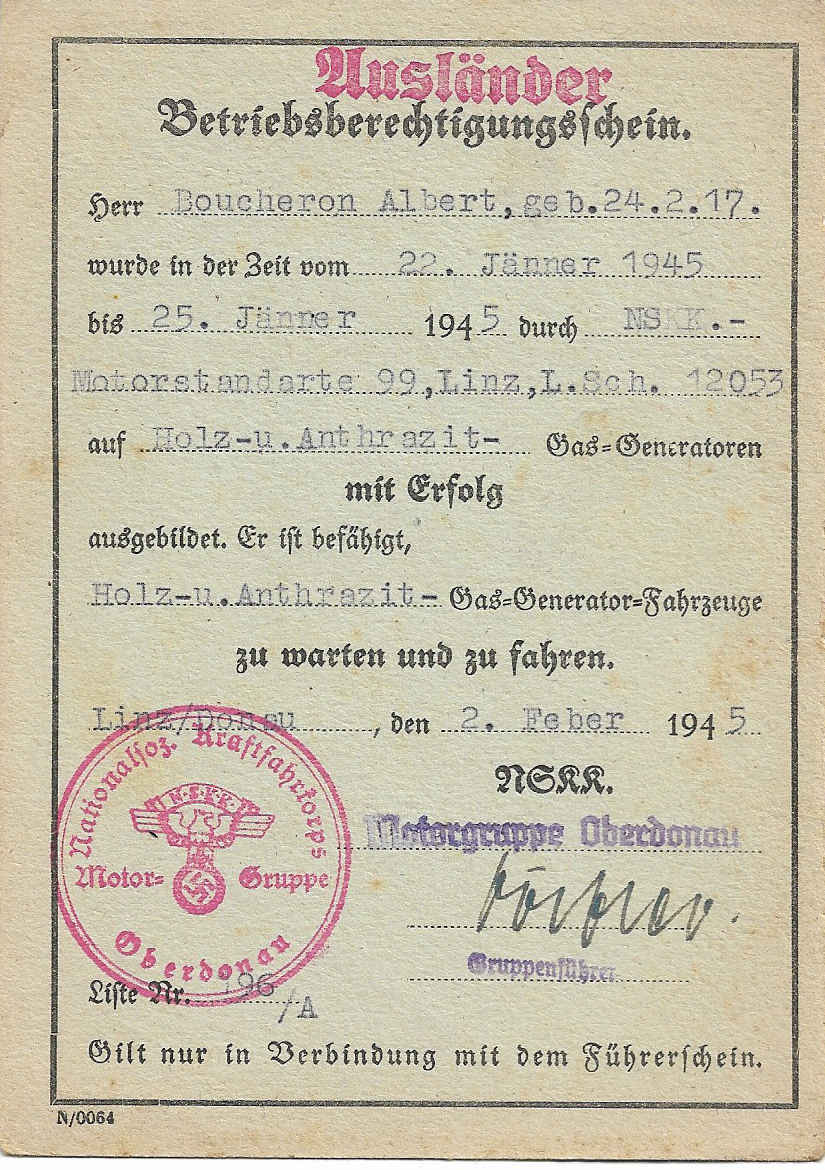 Ausländer
Betriebsberechtigungsschein.
Herr Boucheron Albert, geb. 24.2.17.
wurde in der Zeit vom 22. Jänner 1945
bis 25. Jänner 1945 durch NSKK.-
Motorstandarte 99, Linz, L.Sch. 12053
auf Holz-u. Anthrazit- Gas-Generatoren
mit Erfolg
ausgebildet. Er ist befähigt,
Holz-u. Anthrazit- Gas-Generator-Fahrzeuge
zu warten und zu fahren.
Linz/Donau, den 2. Feber 1945
NSKK.
Motorgruppe Oberdonau
Gruppenführer
Nationalsoz. Kraftfahrkorps
N.S.K.K.
Motor- Gruppe
Oberdonau
Liste Nr. 96/A
Gilt nur in Verbindung mit dem Führerschein.
N/0064